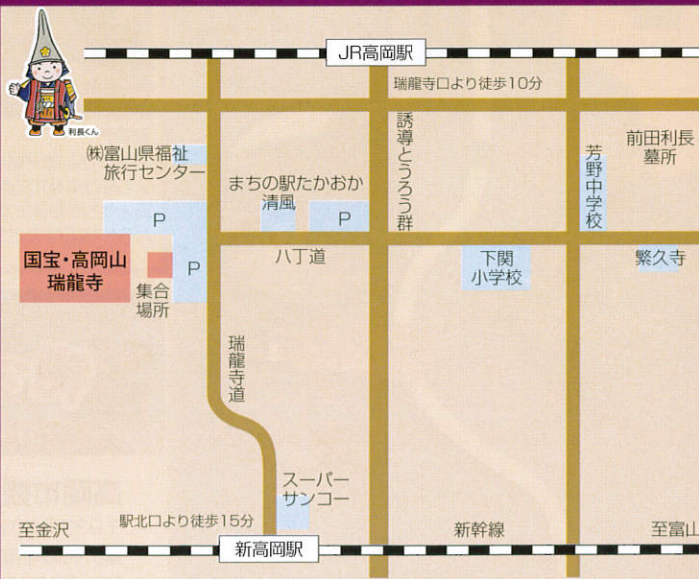 JR高岡駅
瑞龍寺口より徒歩10分
利長くん
誘導とうろう群
前田利長
墓所
㈱富山県福祉
旅行センター
まちの駅たかおか
清風
芳野中学校
P
P
国宝・高岡山
瑞龍寺
P
八丁道
下関
小学校
繁久寺
集合
場所
瑞龍寺道
スーパー
サンコー
駅北口より徒歩15分
至金沢
新幹線
至富山
新高岡駅